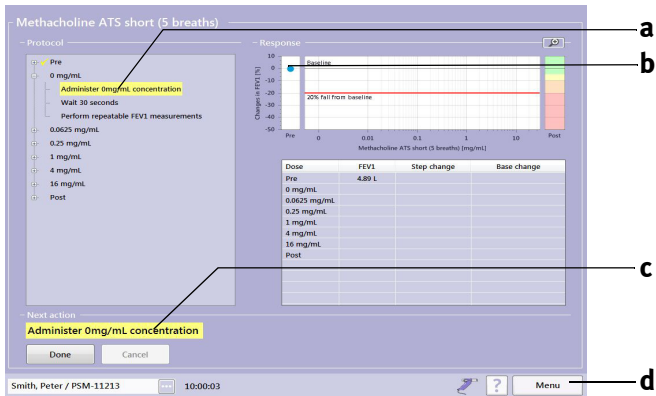 Methacholine ATS short (5 breaths)
a
Protocol
Pre
0 mg/mL
Administer 0mg/mL concentration
Wait 30 seconds
Perform repeatable FEV1 measurements
0.0625 mg/mL
0.25 mg/mL
1 mg/mL
4 mg/mL
16 mg/mL
Post
Response
b
Changes in FEV1 [%]
10
0
-10
-20
-30
-40
-50
Baseline
20% fall from baseline
Pre 0 0.01 0.1 1 10 Post
Methacholine ATS short (5 breaths) [mg/mL]
Dose FEV1 Step change Base change
Pre 4.89 L
0 mg/mL
0.0625 mg/mL
0.25 mg/mL
1 mg/mL
4 mg/mL
16 mg/mL
Post
c
Next action
Administer 0mg/mL concentration
Done Cancel
Smith, Peter / PSM-11213 ... 10:00:03 ? Menu d